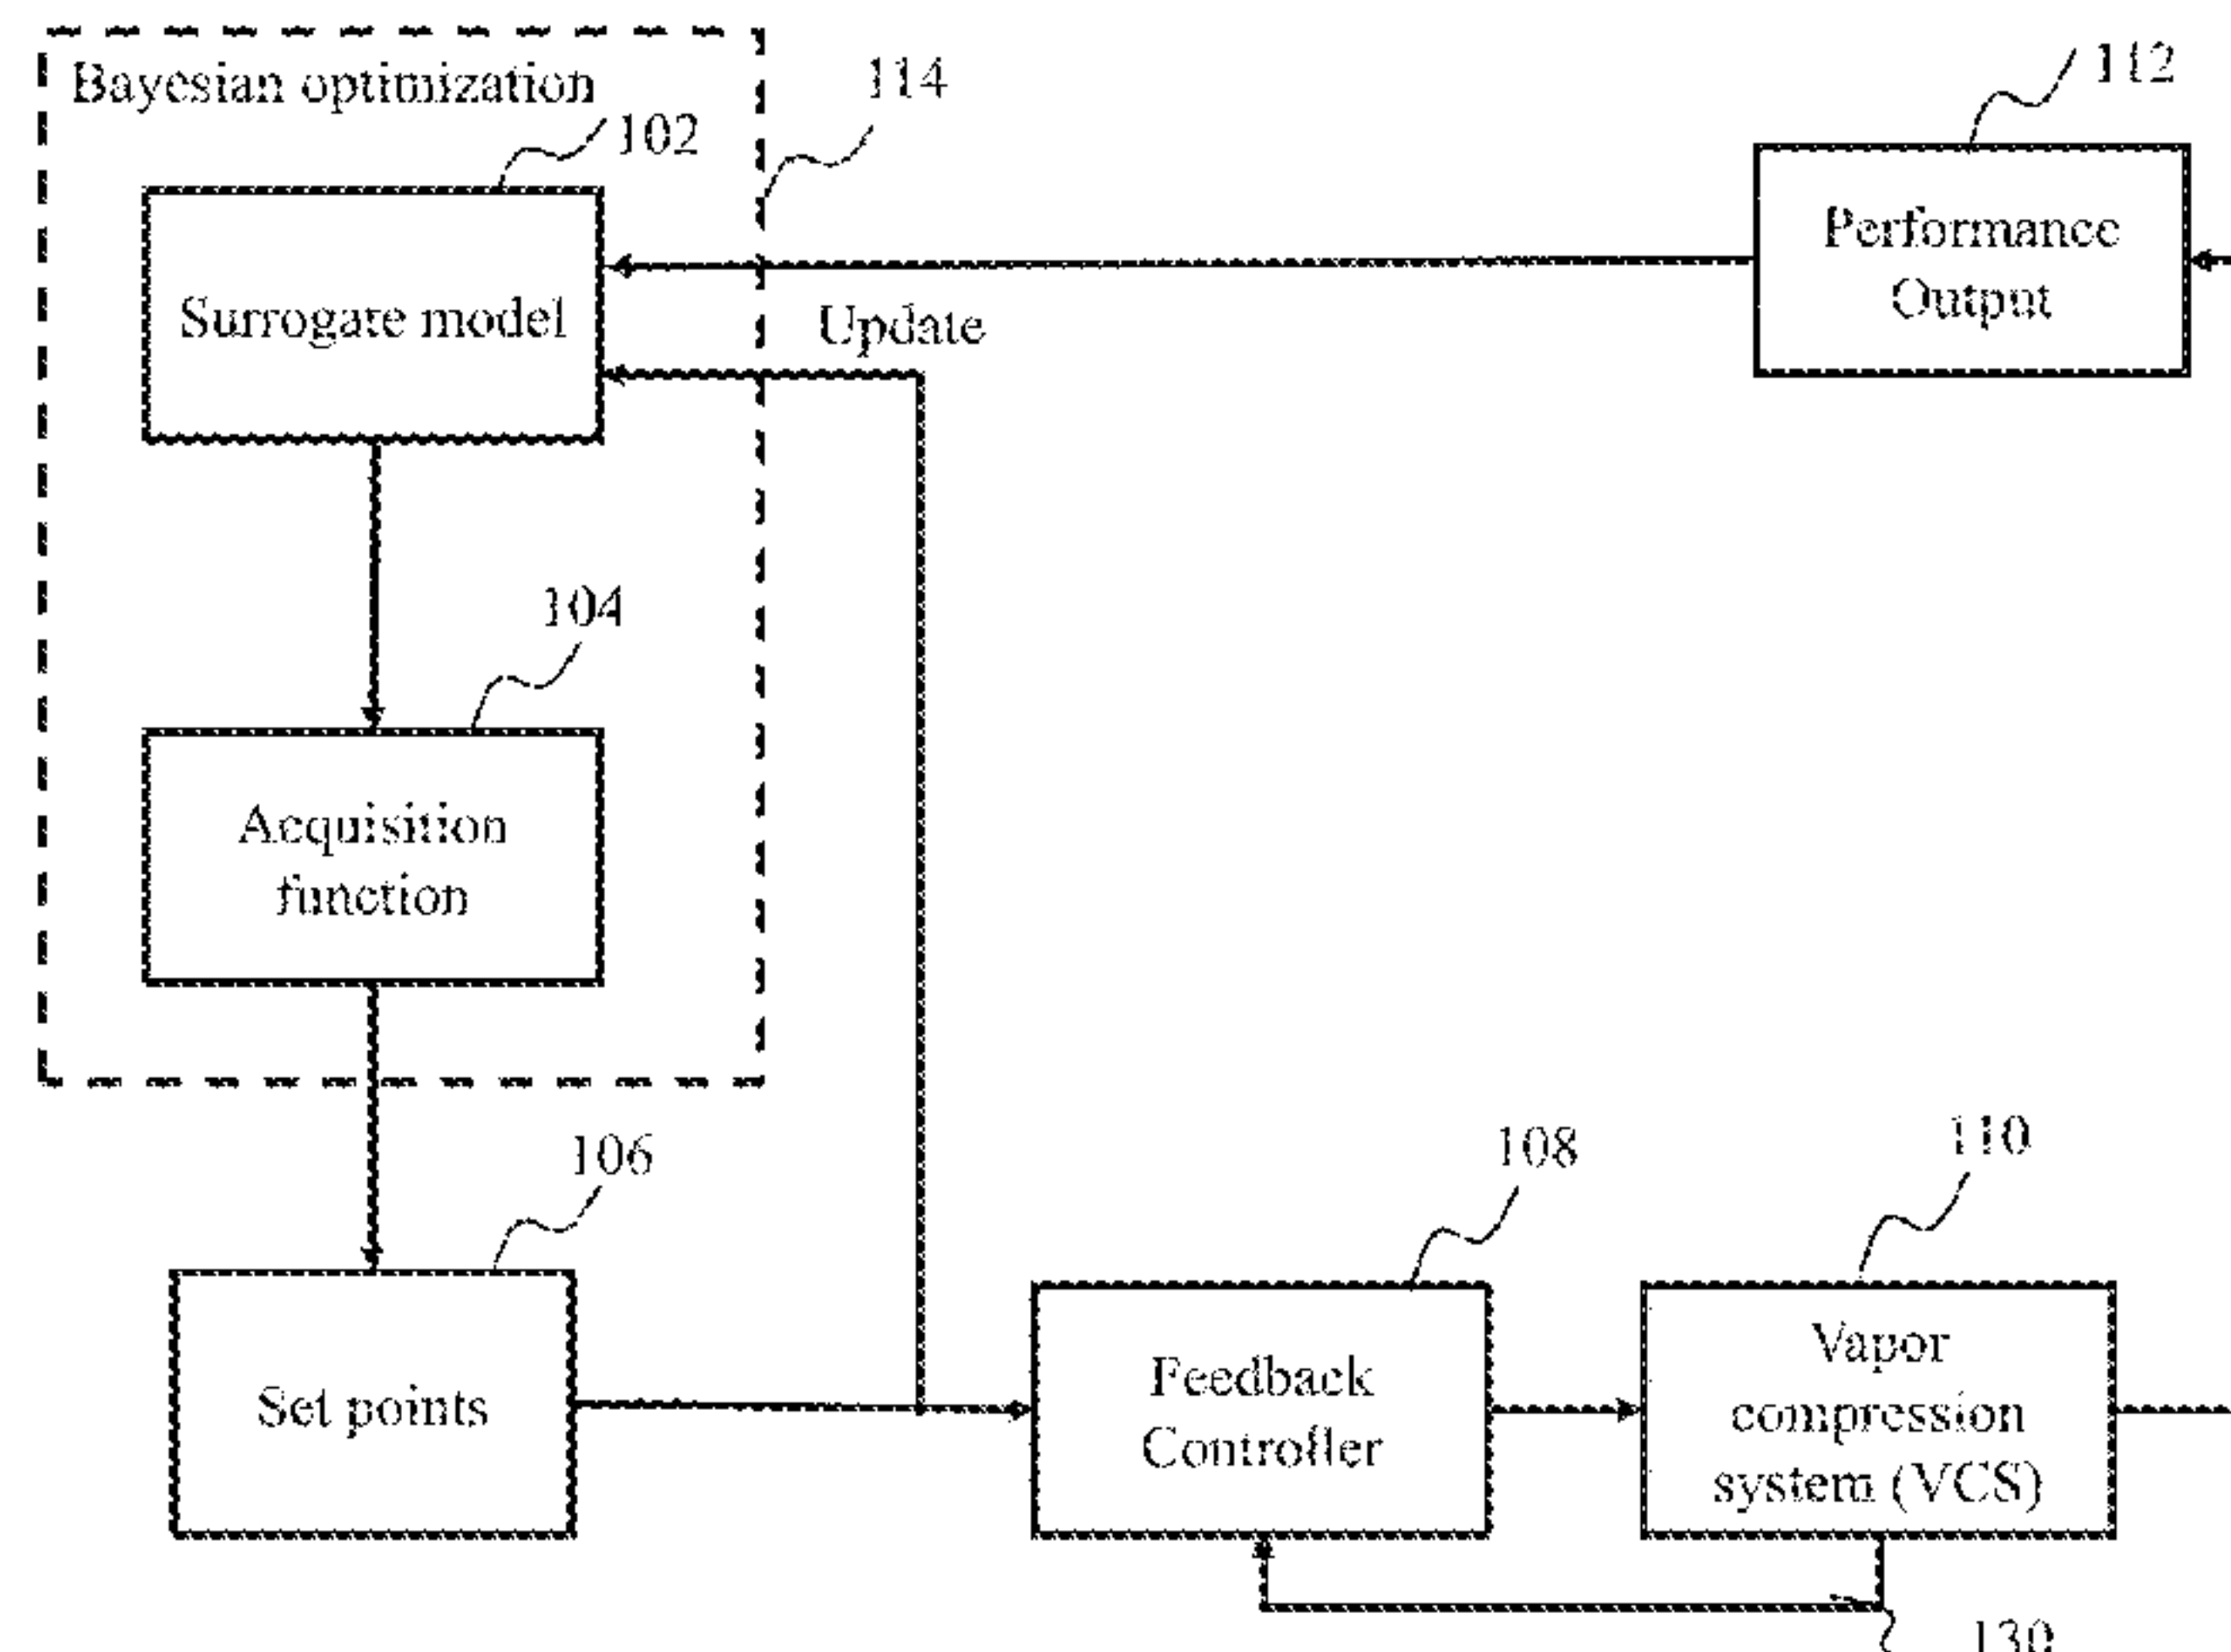 Bayesian optimization
114
112
102
Surrogate model
Update
Performance
Output
104
Acquisition
function
106
108
110
Set points
Feedback
Controller
Vapor
compression
system (VCS)
130